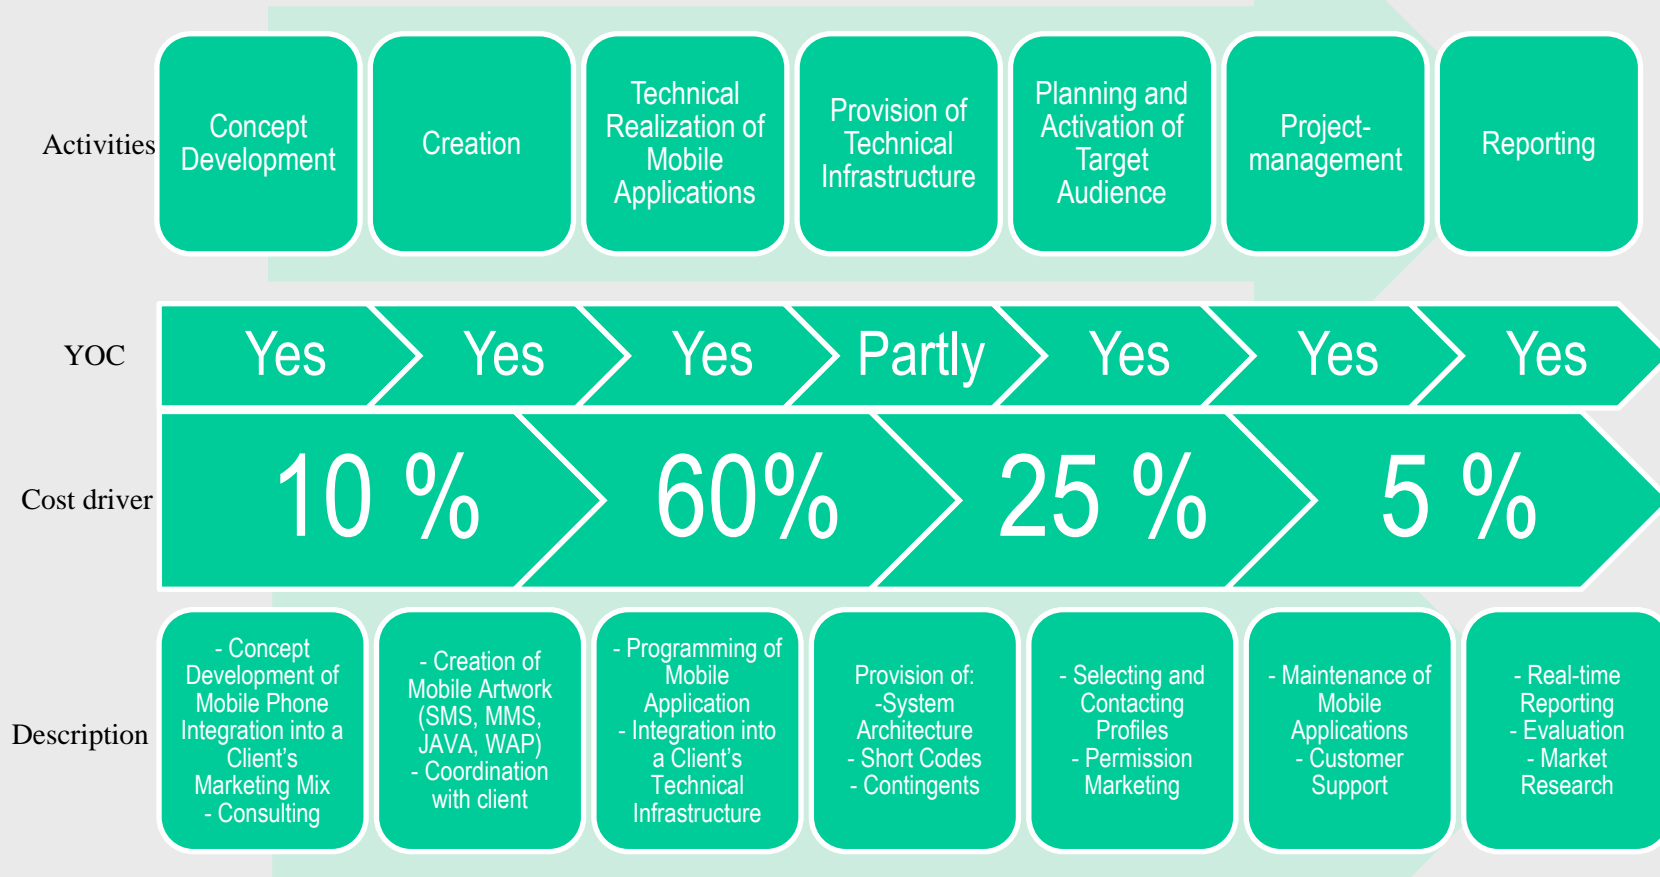 Activities
Concept
Development
Creation
Technical
Realization of
Mobile
Applications
Provision of
Technical
Infrastructure
Planning and
Activation of
Target
Audience
Project-
management
Reporting
YOC
Yes
Yes
Yes
Partly
Yes
Yes
Yes
Cost driver
10 %
60%
25 %
5 %
Description
- Concept
Development of
Mobile Phone
Integration into a
Client’s
Marketing Mix
- Consulting
- Creation of
Mobile Artwork
(SMS, MMS,
JAVA, WAP)
- Coordination
with client
- Programming of
Mobile
Application
- Integration into
a Client’s
Technical
Infrastructure
Provision of:
-System
Architecture
- Short Codes
- Contingents
- Selecting and
Contacting
Profiles
- Permission
Marketing
- Maintenance of
Mobile
Applications
- Customer
Support
- Real-time
Reporting
- Evaluation
- Market
Research